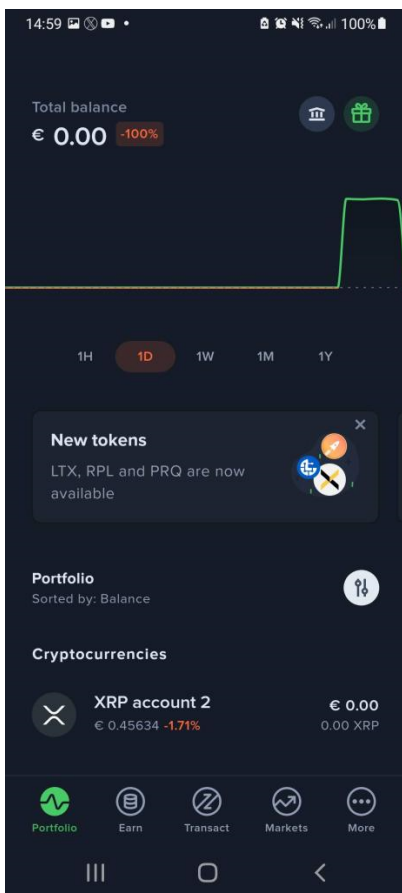 14:59
100%
Total balance
€ 0.00 -100%
1H 1D 1W 1M 1Y
New tokens
LTX, RPL and PRQ are now
available
Portfolio
Sorted by: Balance
Cryptocurrencies
XRP account 2 € 0.00
€ 0.45634 -1.71% 0.00 XRP
Portfolio Earn Transact Markets More